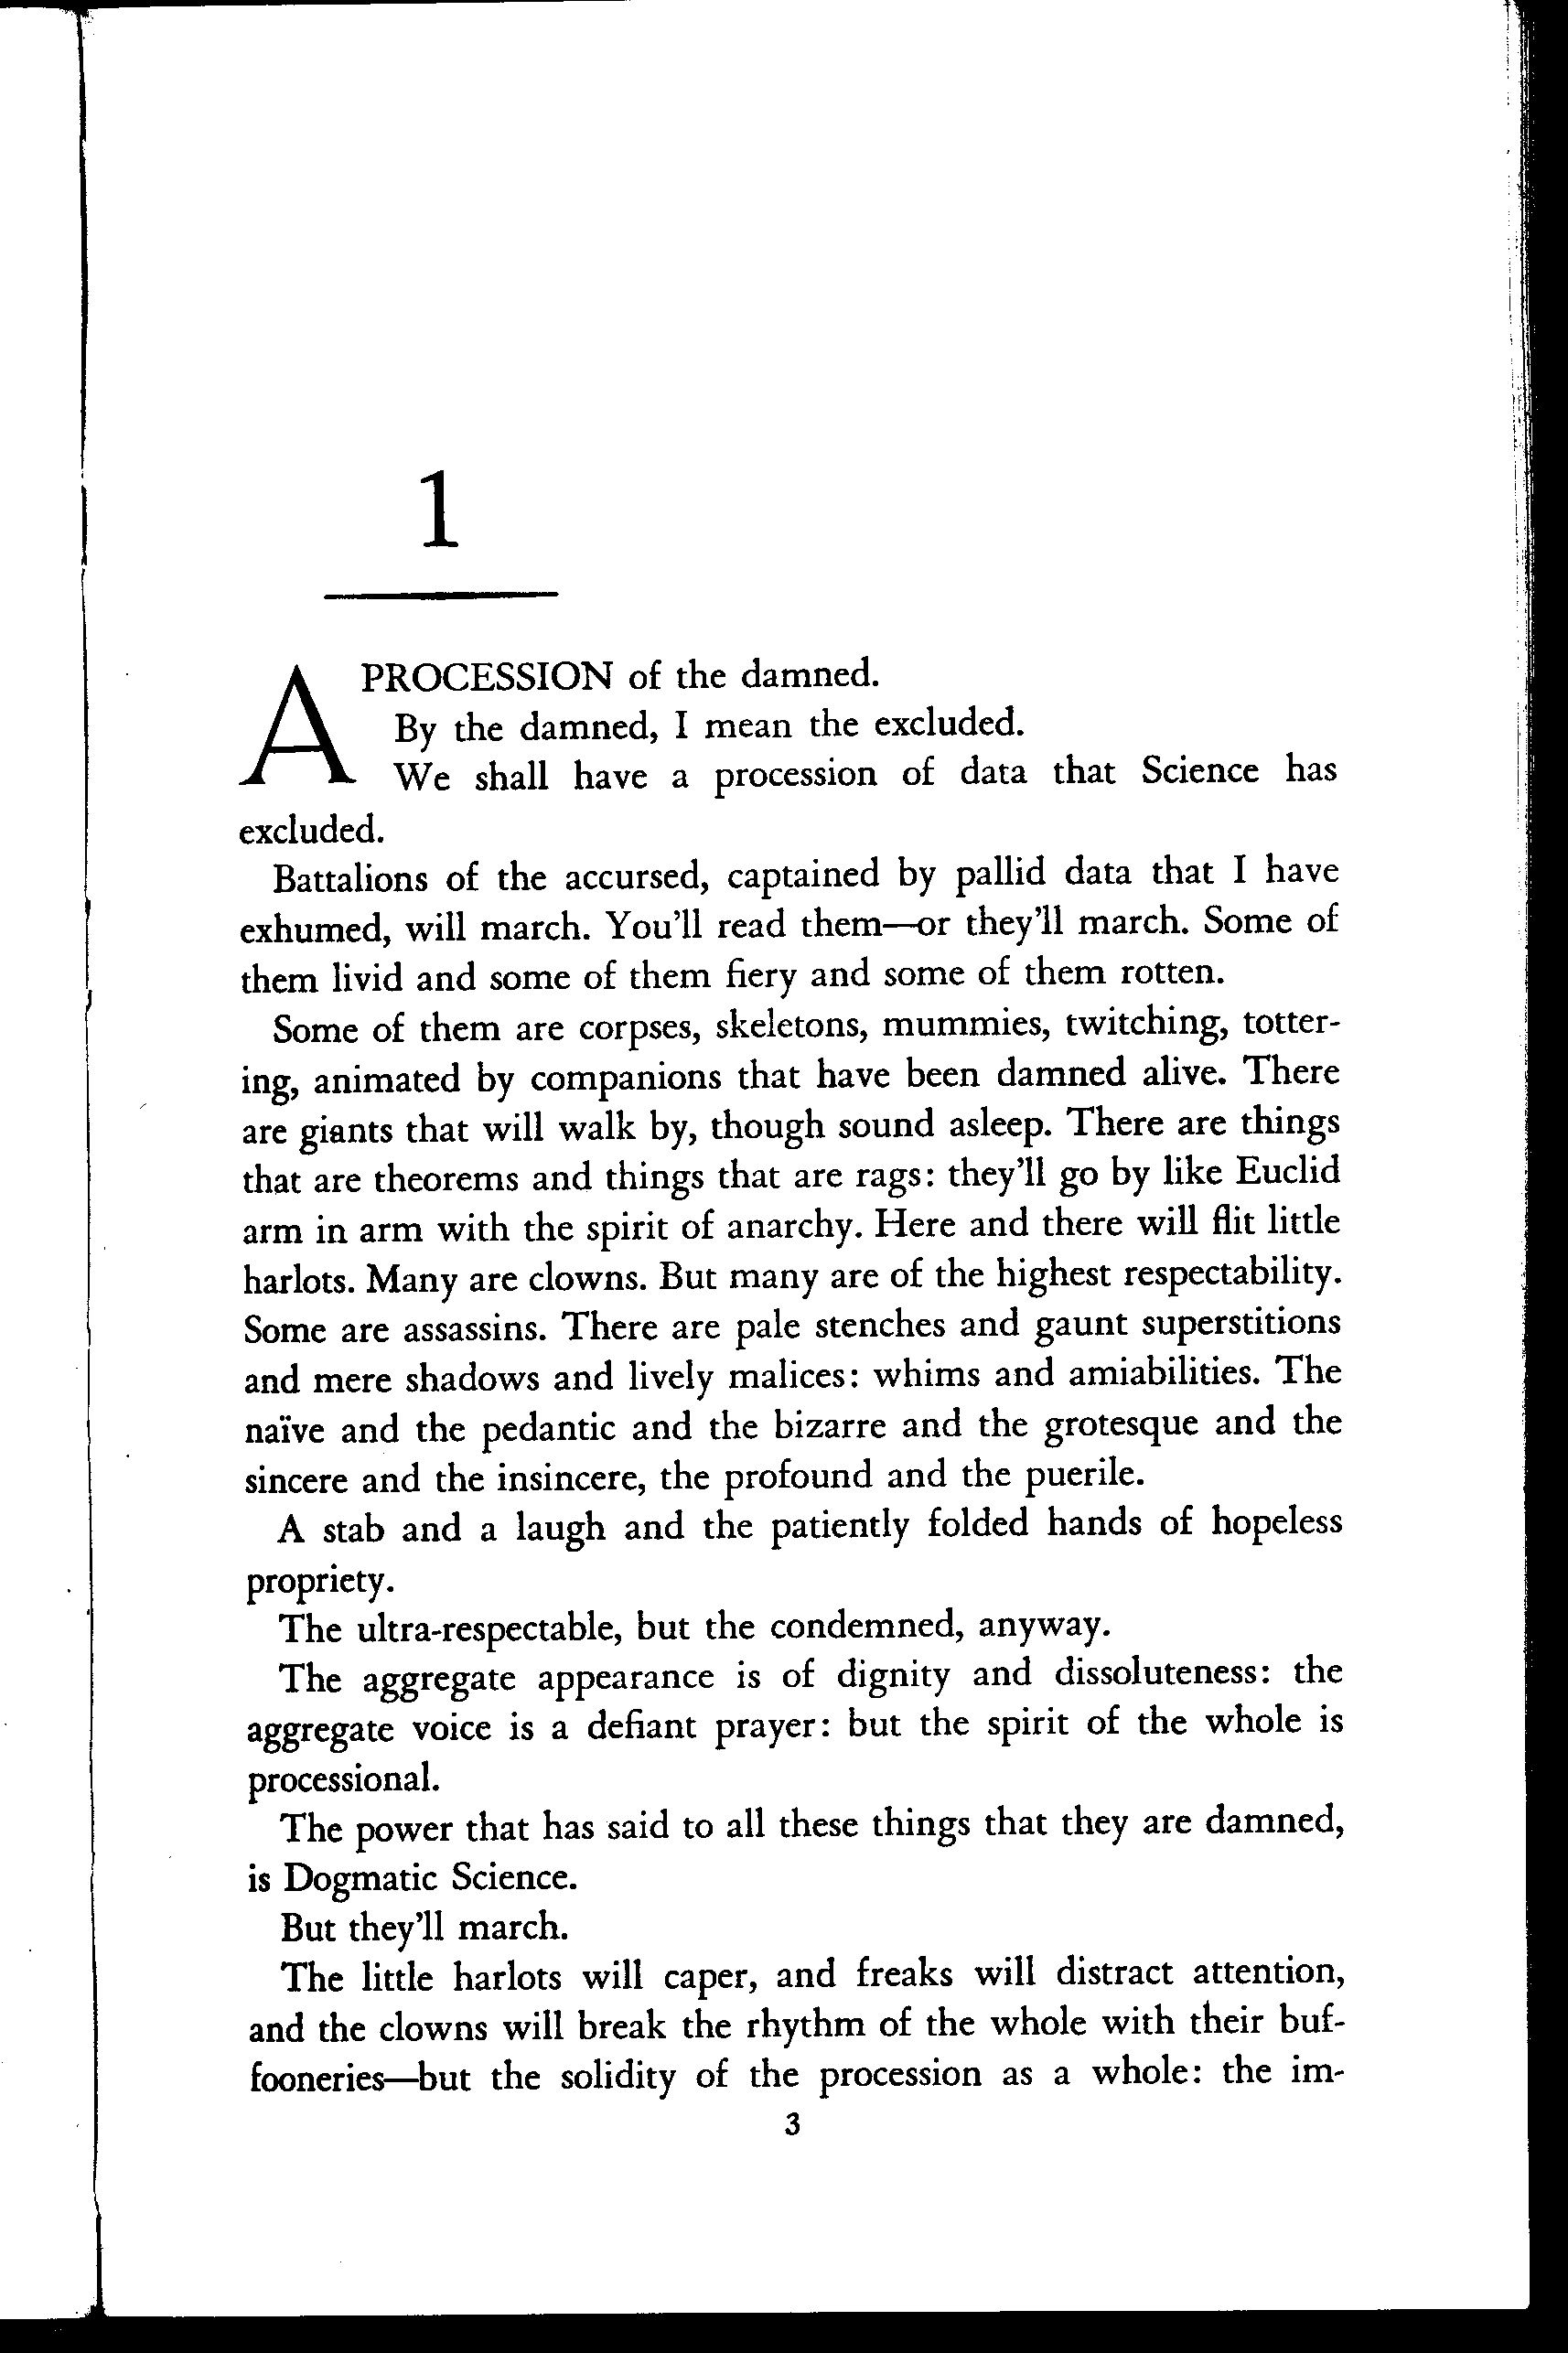 1
A PROCESSION of the damned.
By the damned, I mean the excluded.
We shall have a procession of data that Science has
excluded.
Battalions of the accursed, captained by pallid data that I have
exhumed, will march. You'll read them—or they'll march. Some of
them livid and some of them fiery and some of them rotten.
Some of them are corpses, skeletons, mummies, twitching, totter-
ing, animated by companions that have been damned alive. There
are giants that will walk by, though sound asleep. There are things
that are theorems and things that are rags: they'll go by like Euclid
arm in arm with the spirit of anarchy. Here and there will flit little
harlots. Many are clowns. But many are of the highest respectability.
Some are assassins. There are pale stenches and gaunt superstitions
and mere shadows and lively malices: whims and amiabilities. The
naïve and the pedantic and the bizarre and the grotesque and the
sincere and the insincere, the profound and the puerile.
A stab and a laugh and the patiently folded hands of hopeless
propriety.
The ultra-respectable, but the condemned, anyway.
The aggregate appearance is of dignity and dissoluteness: the
aggregate voice is a defiant prayer: but the spirit of the whole is
processional.
The power that has said to all these things that they are damned,
is Dogmatic Science.
But they'll march.
The little harlots will caper, and freaks will distract attention,
and the clowns will break the rhythm of the whole with their buf-
fooneries—but the solidity of the procession as a whole: the im-
3